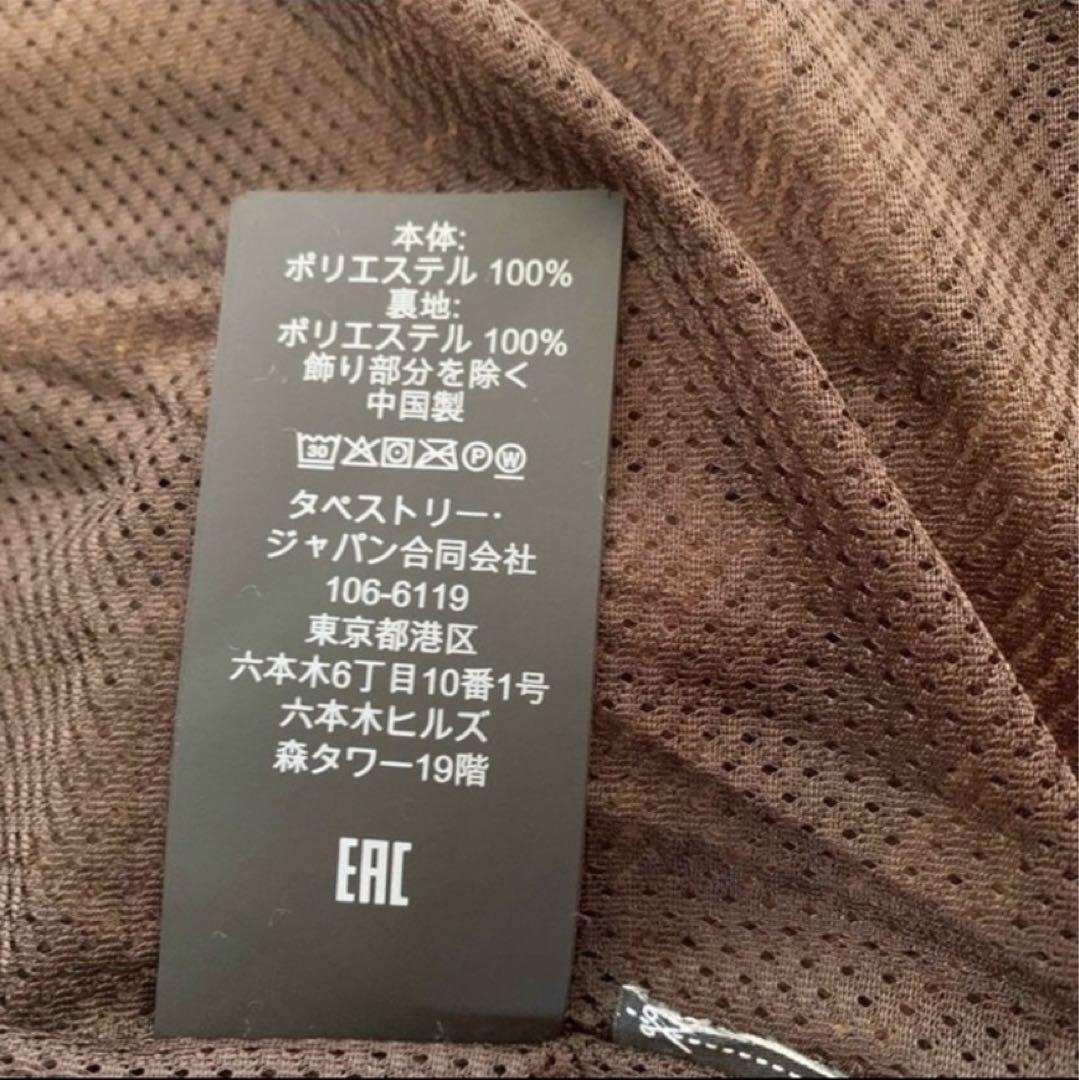 本体:
ポリエステル 100%
裏地:
ポリエステル 100%
飾り部分を除く
中国製
30 P W
タペストリー・
ジャパン合同会社
106-6119
東京都港区
六本木6丁目10番1号
六本木ヒルズ
森タワー19階
EAC